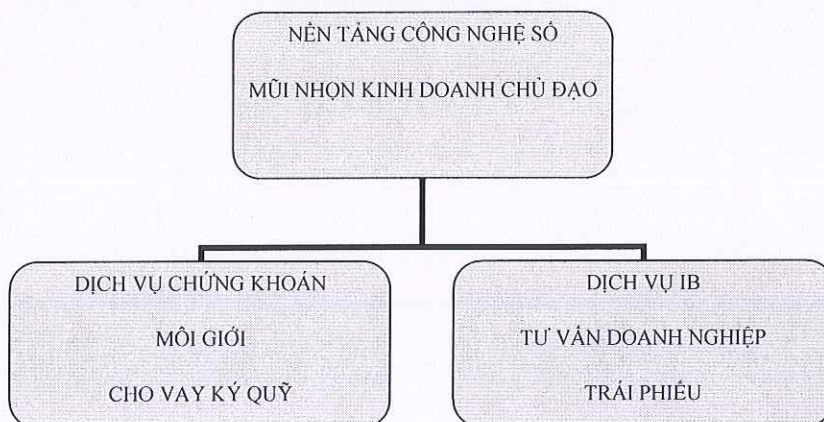 NỀN TẢNG CÔNG NGHỆ SỐ
MŨI NHỌN KINH DOANH CHỦ ĐẠO
DỊCH VỤ CHỨNG KHOÁN
MÔI GIỚI
CHO VAY KÝ QUỸ
DỊCH VỤ IB
TƯ VẤN DOANH NGHIỆP
TRÁI PHIẾU